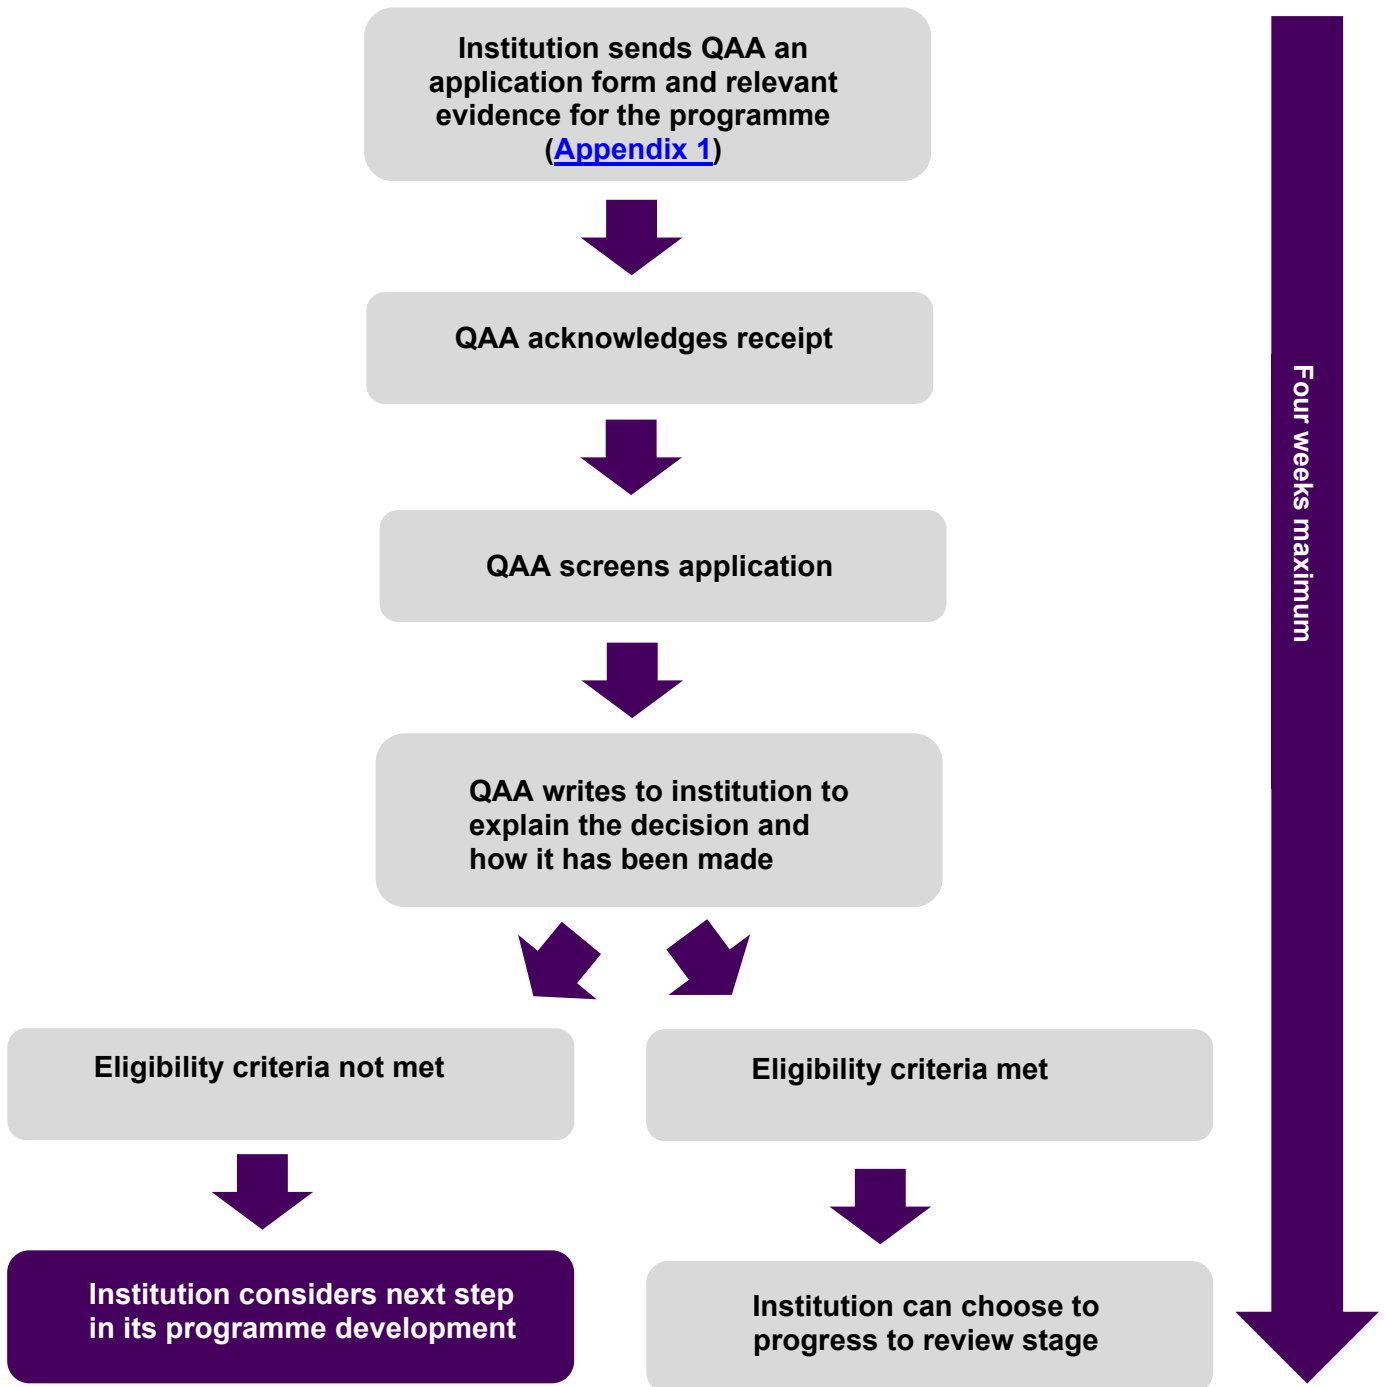 Institution sends QAA an
application form and relevant
evidence for the programme
(Appendix 1)
QAA acknowledges receipt
QAA screens application
QAA writes to institution to
explain the decision and
how it has been made
Eligibility criteria not met
Eligibility criteria met
Institution considers next step
in its programme development
Institution can choose to
progress to review stage
Four weeks maximum